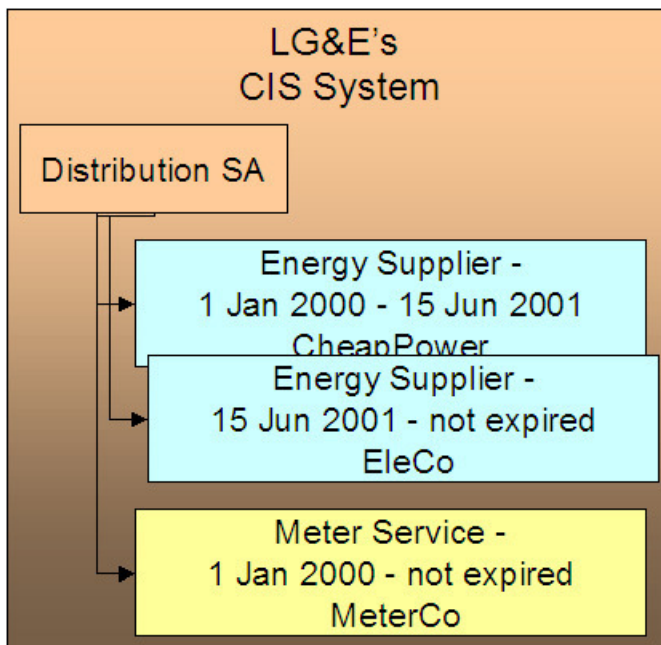 LG&E's
CIS System
Distribution SA
Energy Supplier -
1 Jan 2000 - 15 Jun 2001
CheapPower
Energy Supplier -
15 Jun 2001 - not expired
EleCo
Meter Service -
1 Jan 2000 - not expired
MeterCo